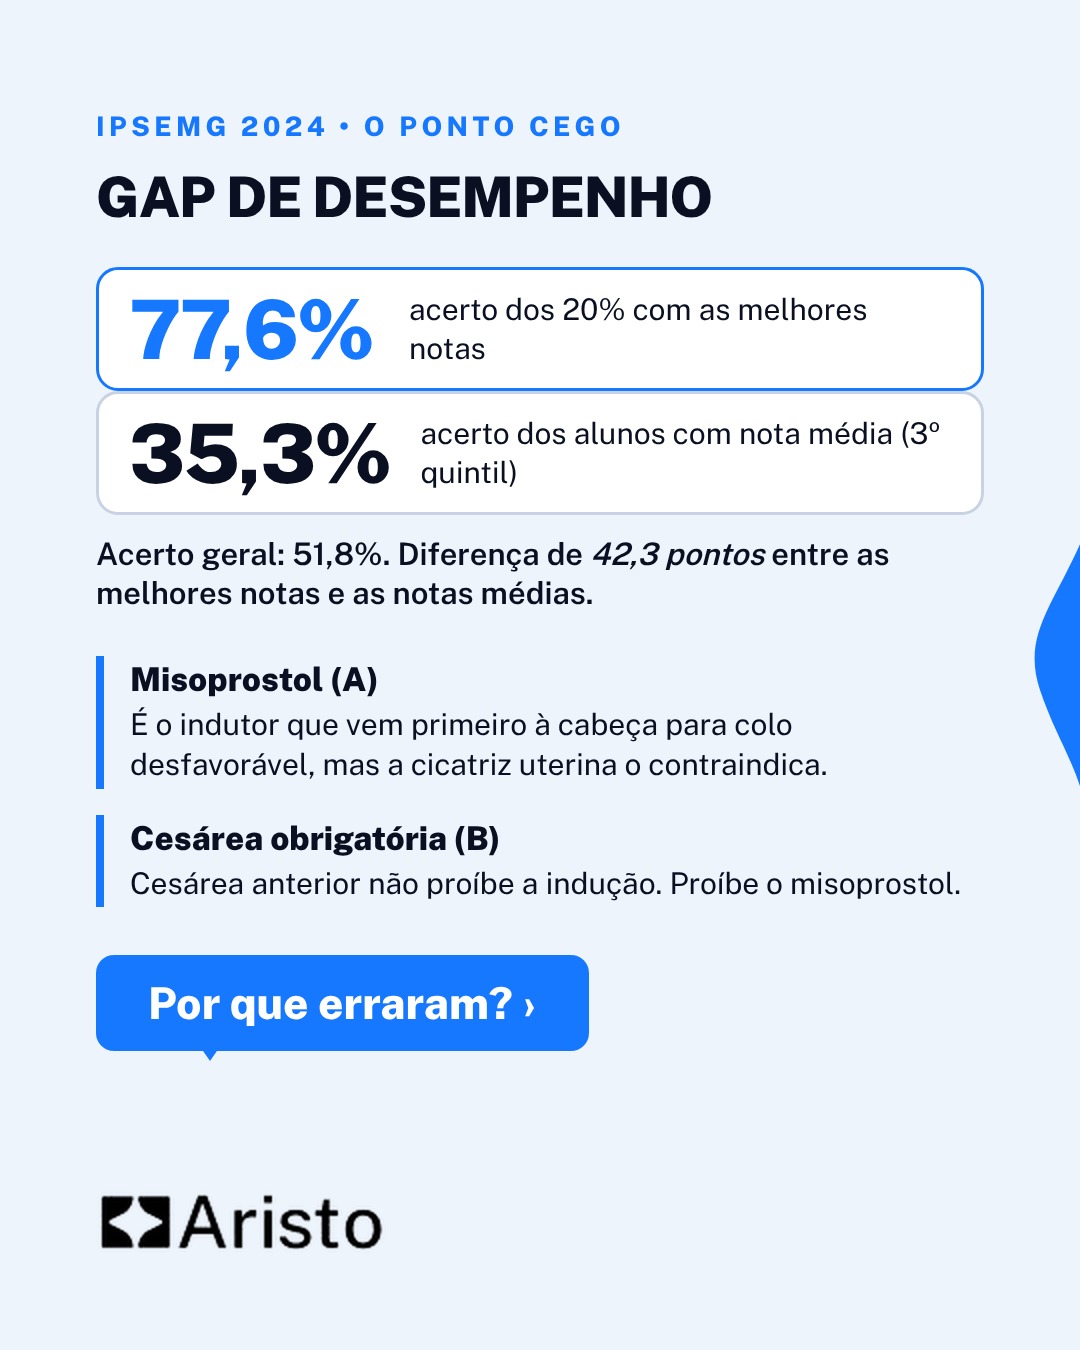 IPSEMG 2024 • O PONTO CEGO
GAP DE DESEMPENHO
77,6%
acerto dos 20% com as melhores
notas
35,3%
acerto dos alunos com nota média (3º
quintil)
Acerto geral: 51,8%. Diferença de 42,3 pontos entre as
melhores notas e as notas médias.
Misoprostol (A)
É o indutor que vem primeiro à cabeça para colo
desfavorável, mas a cicatriz uterina o contraindica.
Cesárea obrigatória (B)
Cesárea anterior não proíbe a indução. Proíbe o misoprostol.
Por que erraram? ›
Aristo